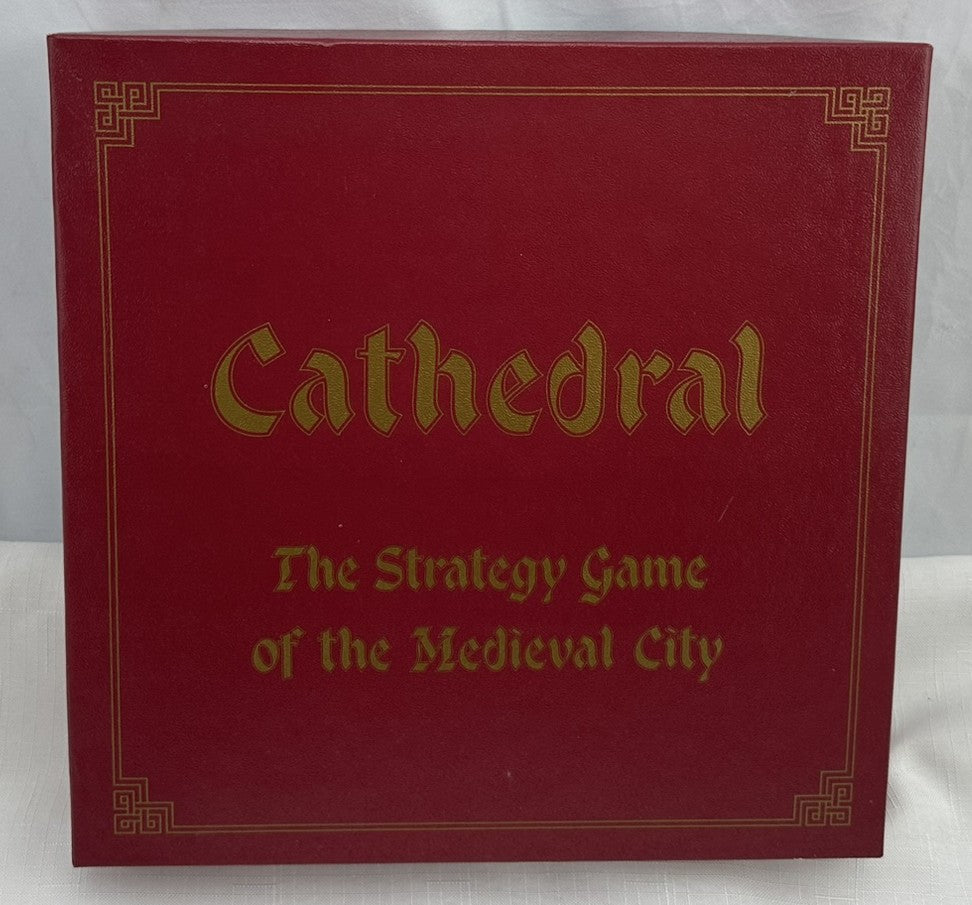 Cathedral
The Strategy Game
of the Medieval City